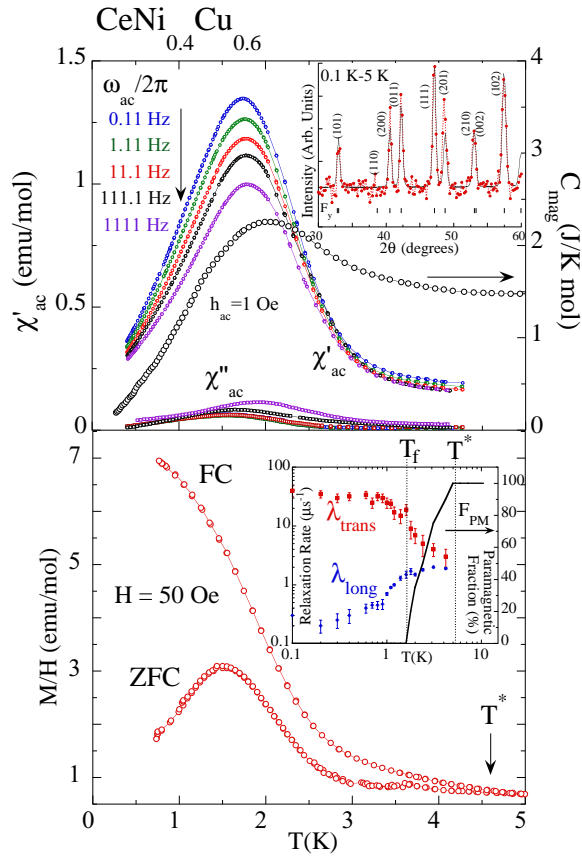 CeNi0.4Cu0.6
1.5
1
0.5
0
χ'ac (emu/mol)
ωac/2π
0.11 Hz
1.11 Hz
11.1 Hz
111.1 Hz
1111 Hz
hac=1 Oe
χ'ac
χ"ac
4
3
2
1
0
Cmag (J/K mol)
0.1 K-5 K
Intensity (Arb. Units)
(101)
(110)
(200)
(011)
(111)
(201)
(210)
(002)
(102)
Fy
30 40 50 60
2θ (degrees)
Tf T*
7
5
3
1
M/H (emu/mol)
FC
H = 50 Oe
ZFC
100
10
1
0.1
Relaxation Rate (μs-1)
λtrans
λlong
FPM
100
80
60
40
20
0
Paramagnetic
Fraction (%)
0.1 1 10
T(K)
T*
0 1 2 3 4 5
T(K)